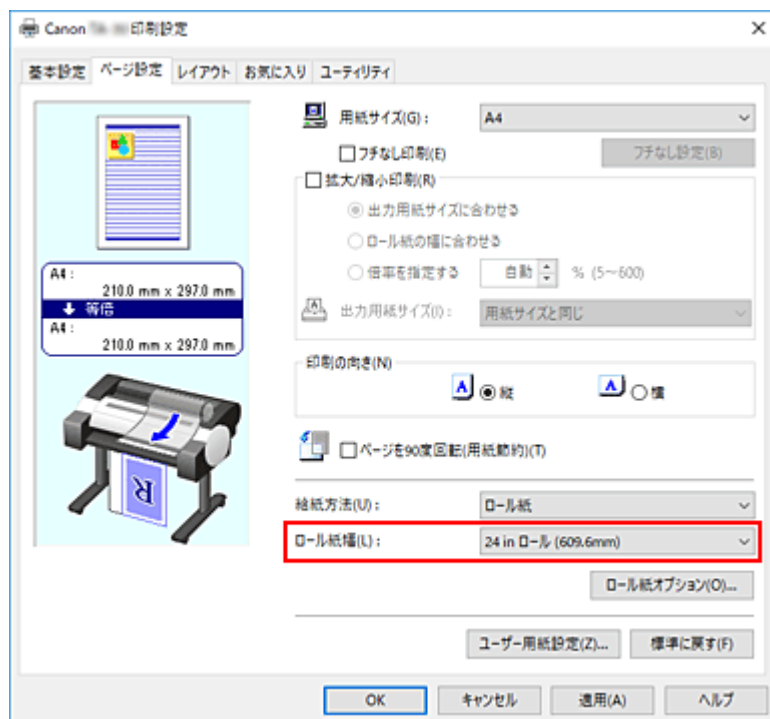 Canon 印刷設定
基本設定 ページ設定 レイアウト お気に入り ユーティリティ
用紙サイズ(G): A4
フチなし印刷(E) フチなし設定(B)
拡大/縮小印刷(R)
出力用紙サイズに合わせる
ロール紙の幅に合わせる
倍率を指定する 自動 % (5～600)
出力用紙サイズ(I): 用紙サイズと同じ
A4 :
210.0 mm x 297.0 mm
等倍
A4 :
210.0 mm x 297.0 mm
印刷の向き(N)
A 縦 A 横
ページを90度回転(用紙節約)(T)
R
給紙方法(U): ロール紙
ロール紙幅(L): 24 in ロール (609.6mm)
ロール紙オプション(O)...
ユーザー用紙設定(Z)... 標準に戻す(F)
OK キャンセル 適用(A) ヘルプ